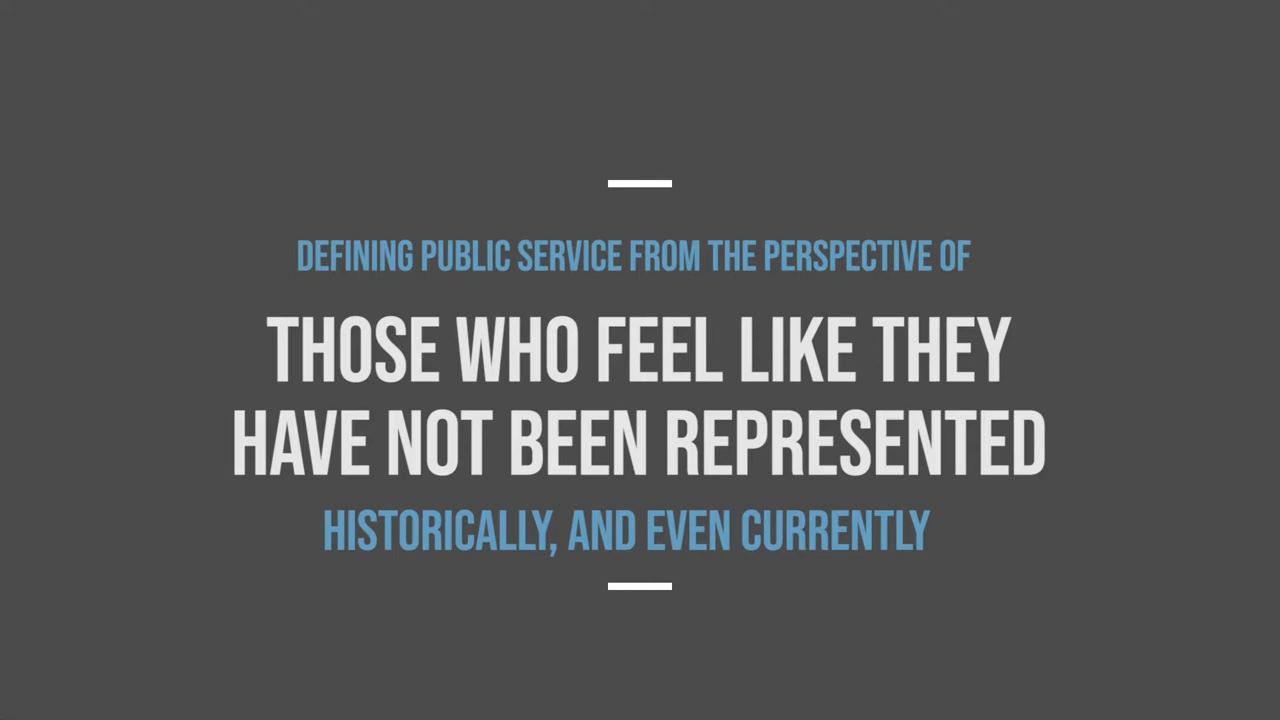 DEFINING PUBLIC SERVICE FROM THE PERSPECTIVE OF
THOSE WHO FEEL LIKE THEY
HAVE NOT BEEN REPRESENTED
HISTORICALLY, AND EVEN CURRENTLY